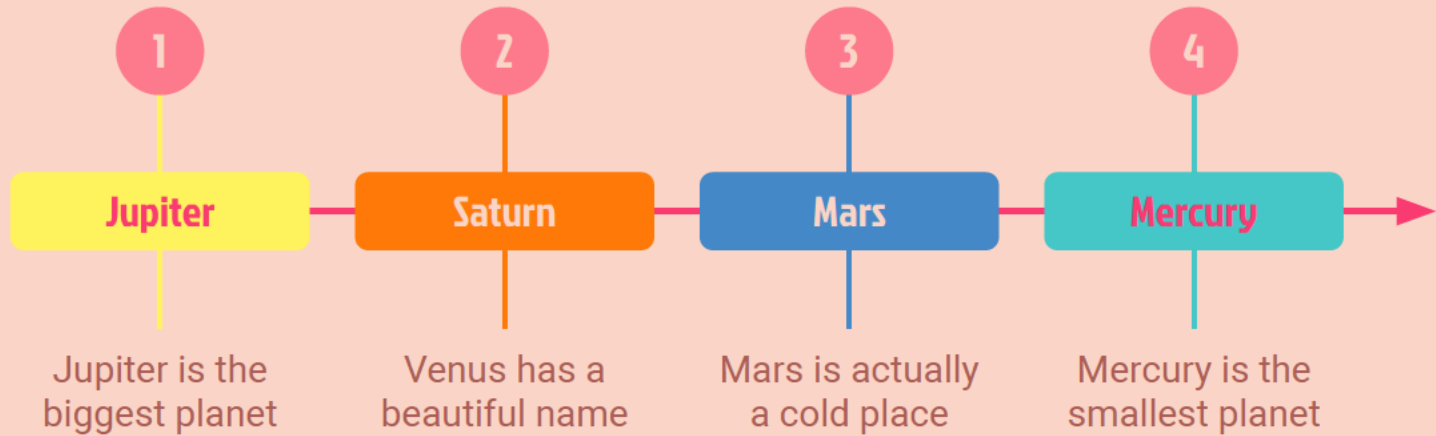 1
2
3
4
Jupiter
Saturn
Mars
Mercury
Jupiter is the
biggest planet
Venus has a
beautiful name
Mars is actually
a cold place
Mercury is the
smallest planet